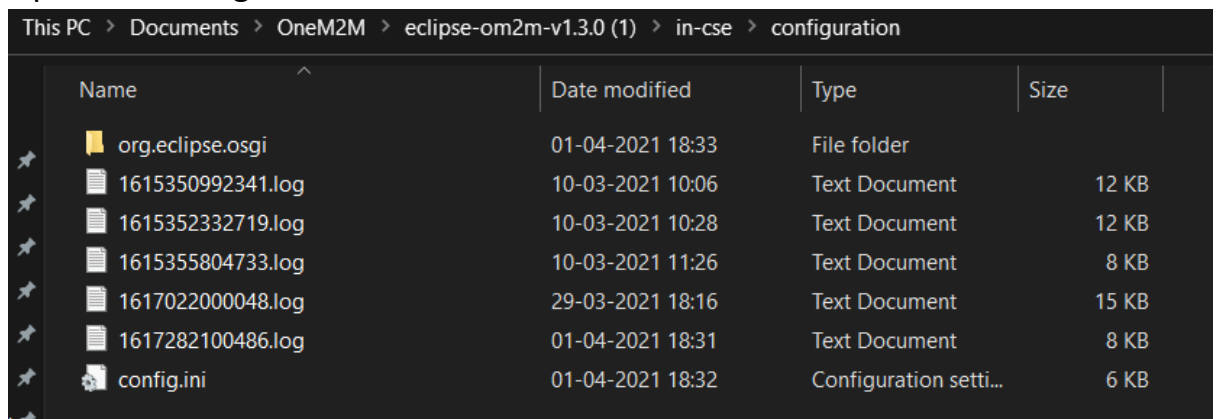 This PC > Documents > OneM2M > eclipse-om2m-v1.3.0 (1) > in-cse > configuration
Name Date modified Type Size
org.eclipse.osgi 01-04-2021 18:33 File folder
1615350992341.log 10-03-2021 10:06 Text Document 12 KB
1615352332719.log 10-03-2021 10:28 Text Document 12 KB
1615355804733.log 10-03-2021 11:26 Text Document 8 KB
1617022000048.log 29-03-2021 18:16 Text Document 15 KB
1617282100486.log 01-04-2021 18:31 Text Document 8 KB
config.ini 01-04-2021 18:32 Configuration setti... 6 KB